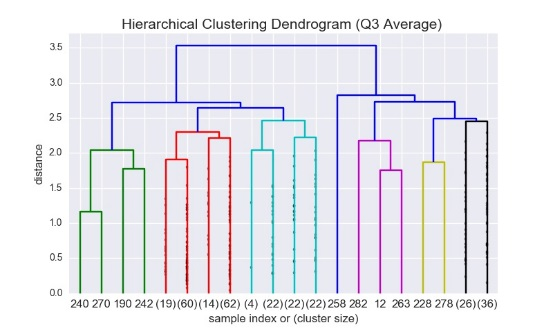 Hierarchical Clustering Dendrogram (Q3 Average)
3.5
3.0
2.5
2.0
1.5
1.0
0.5
0.0
distance
240 270 190 242 (19)(60)(14)(62) (4) (22)(22)(22) 258 282 12 263 228 278 (26)(36)
sample index or (cluster size)